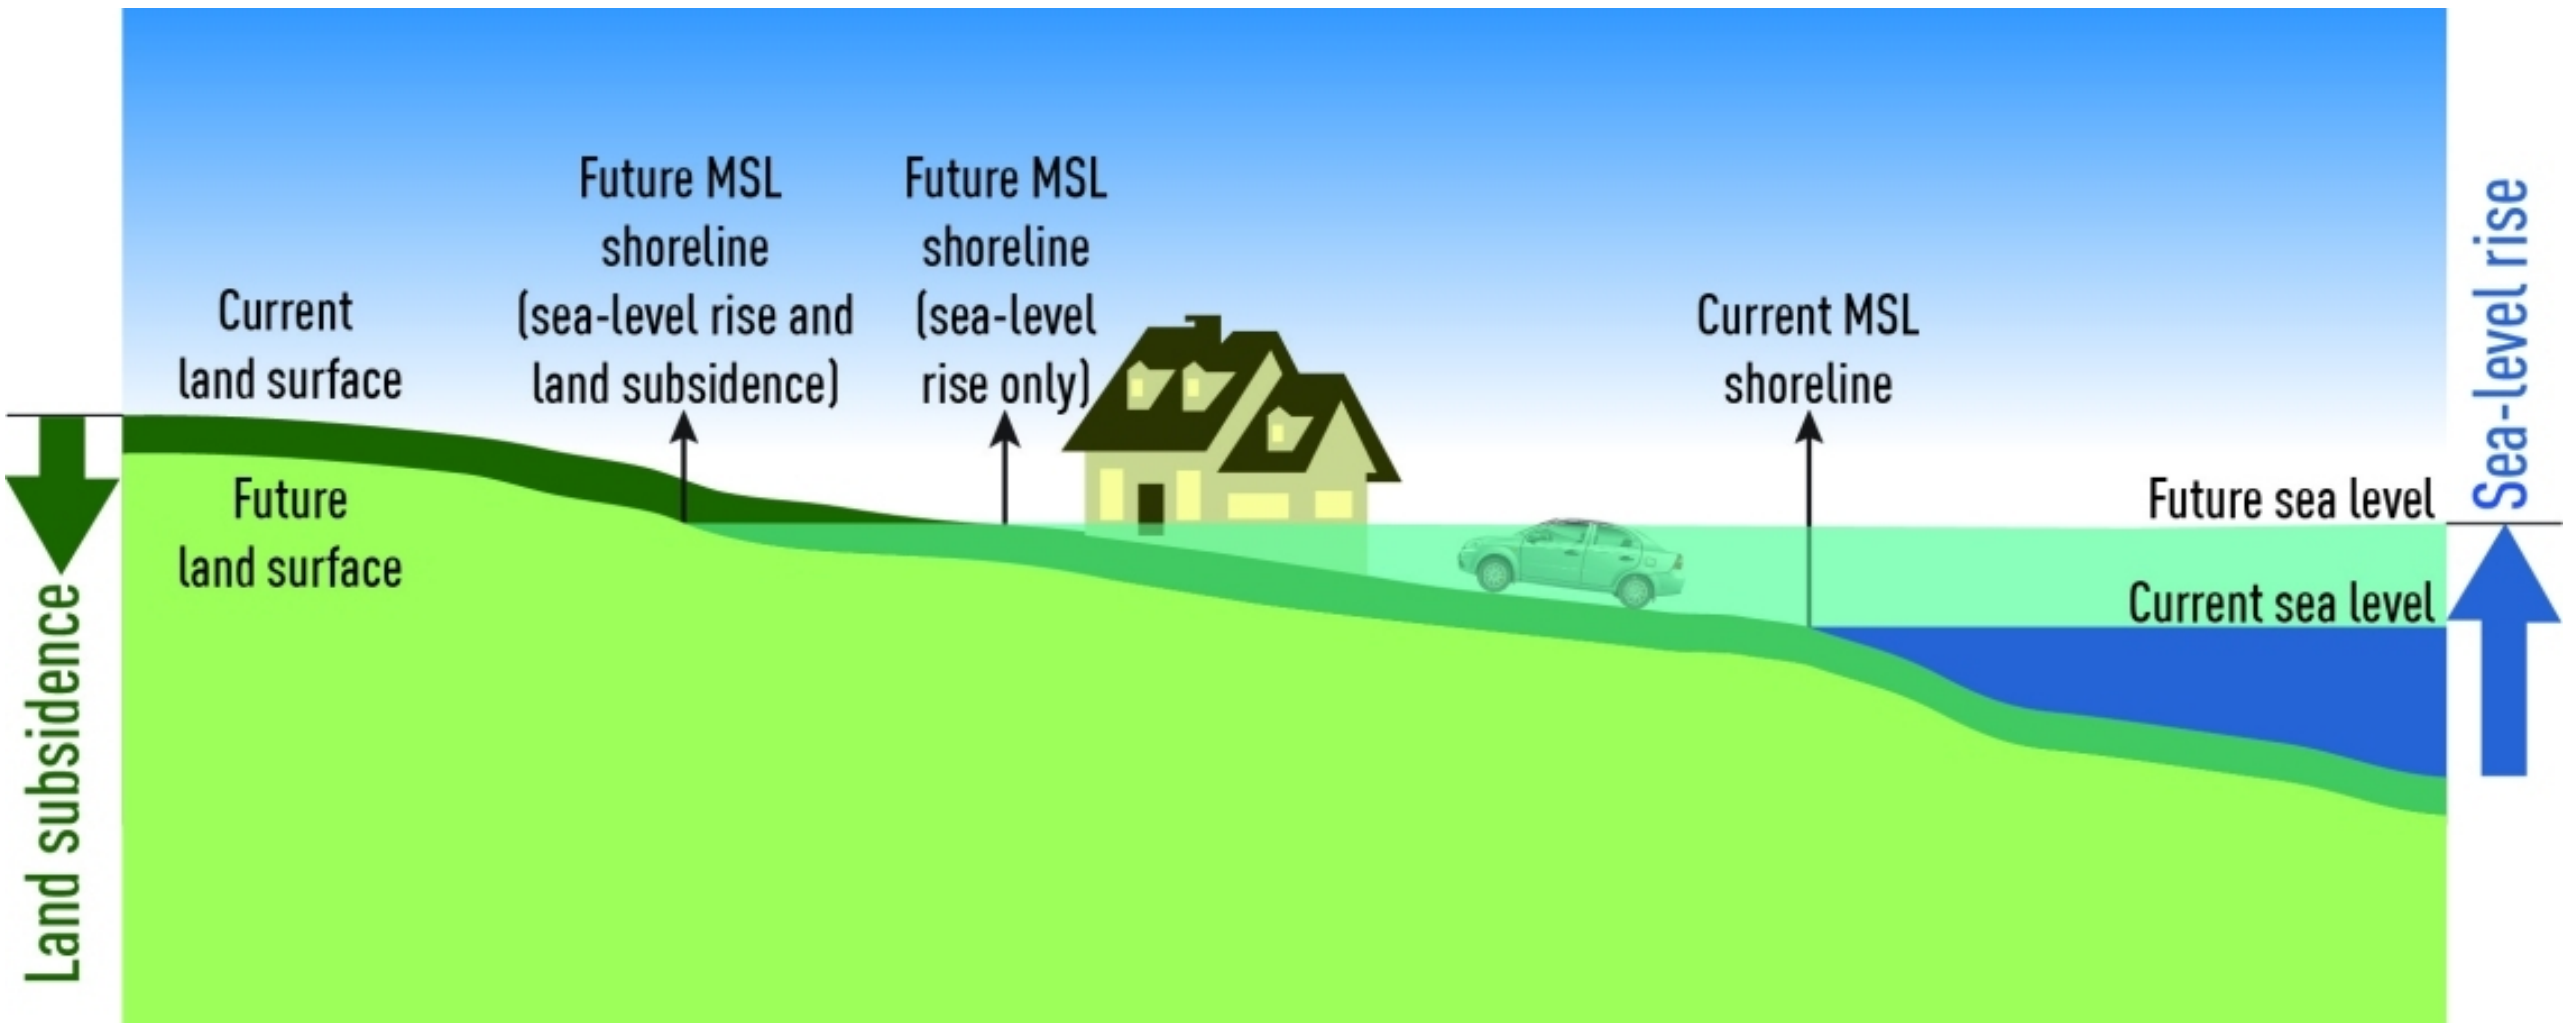 Future MSL
shoreline
(sea-level rise and
land subsidence)
Future MSL
shoreline
(sea-level
rise only)
Current
land surface
Current MSL
shoreline
Sea-level rise
Future
land surface
Future sea level
Current sea level
Land subsidence